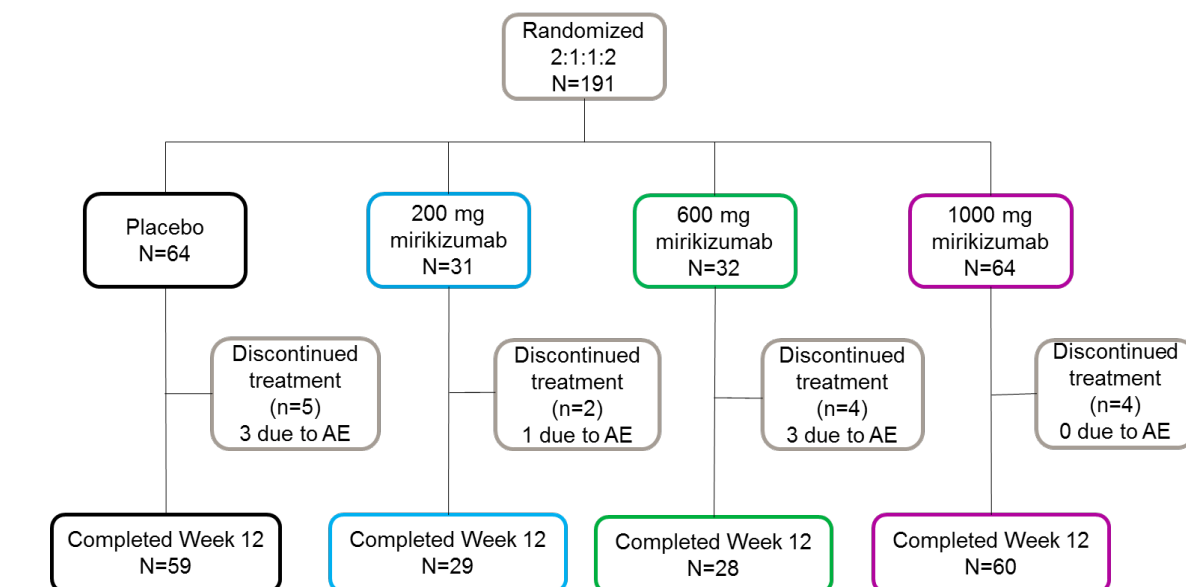 Randomized
2:1:1:2
N=191
Placebo
N=64
200 mg
mirikizumab
N=31
600 mg
mirikizumab
N=32
1000 mg
mirikizumab
N=64
Discontinued
treatment
(n=5)
3 due to AE
Discontinued
treatment
(n=2)
1 due to AE
Discontinued
treatment
(n=4)
3 due to AE
Discontinued
treatment
(n=4)
0 due to AE
Completed Week 12
N=59
Completed Week 12
N=29
Completed Week 12
N=28
Completed Week 12
N=60